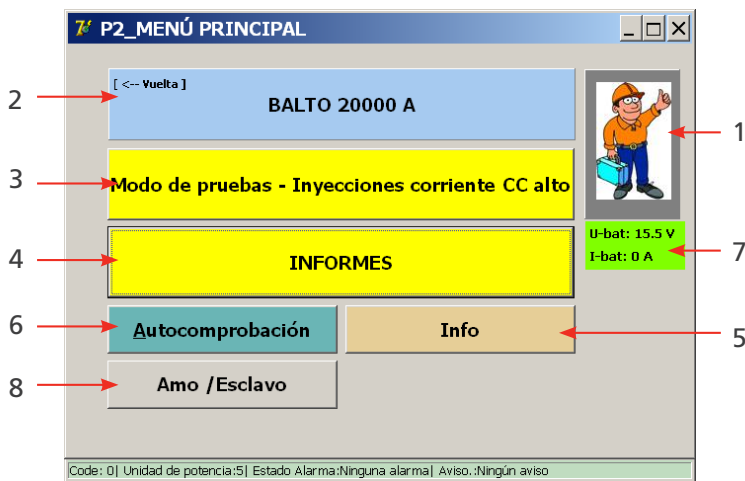 P2_MENÚ PRINCIPAL
[ <-- Vuelta ]
BALTO 20000 A
2
1
Modo de pruebas - Inyecciones corriente CC alto
3
U-bat: 15.5 V
I-bat: 0 A
7
INFORMES
4
Autocomprobación
6
Info
5
Amo /Esclavo
8
Code: 0| Unidad de potencia:5| Estado Alarma:Ninguna alarma| Aviso.:Ningún aviso